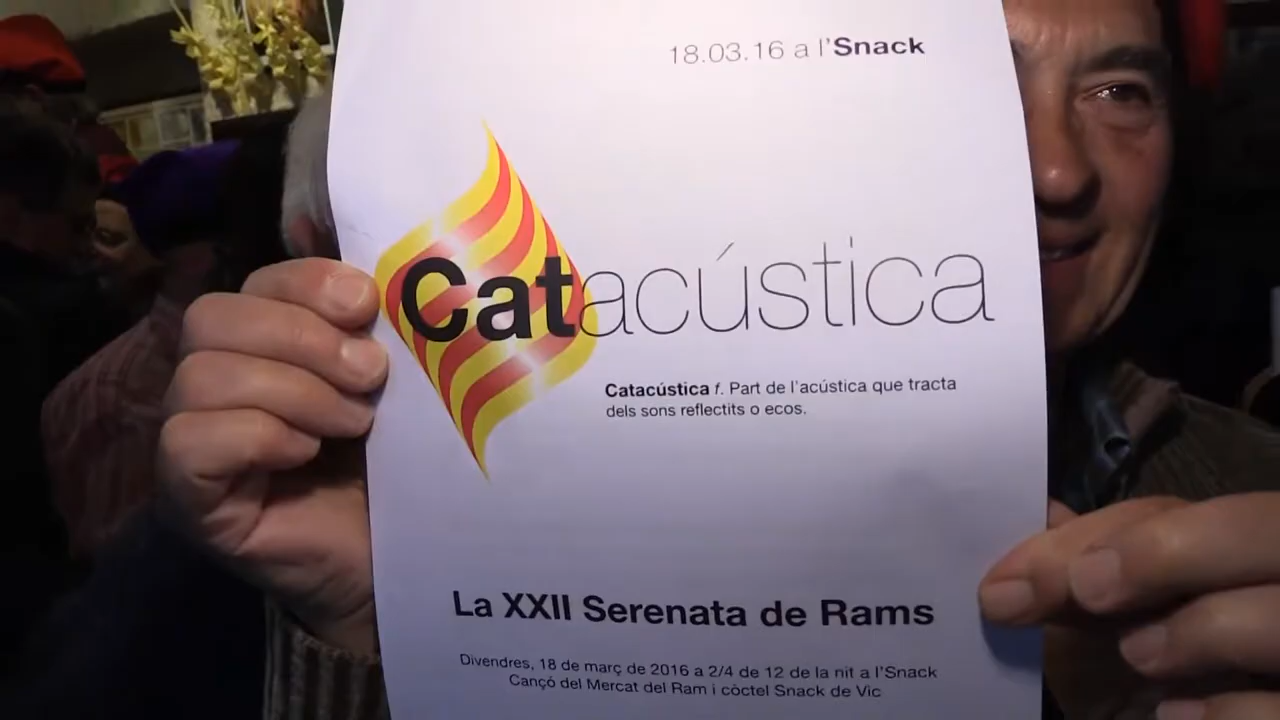 18.03.16 a l'Snack
Catacústica
Catacústica f. Part de l'acústica que tracta
dels sons reflectits o ecos.
La XXII Serenata de Rams
Divendres, 18 de març de 2016 a 2/4 de 12 de la nit a l'Snack
Cançó del Mercat del Ram i còctel Snack de Vic